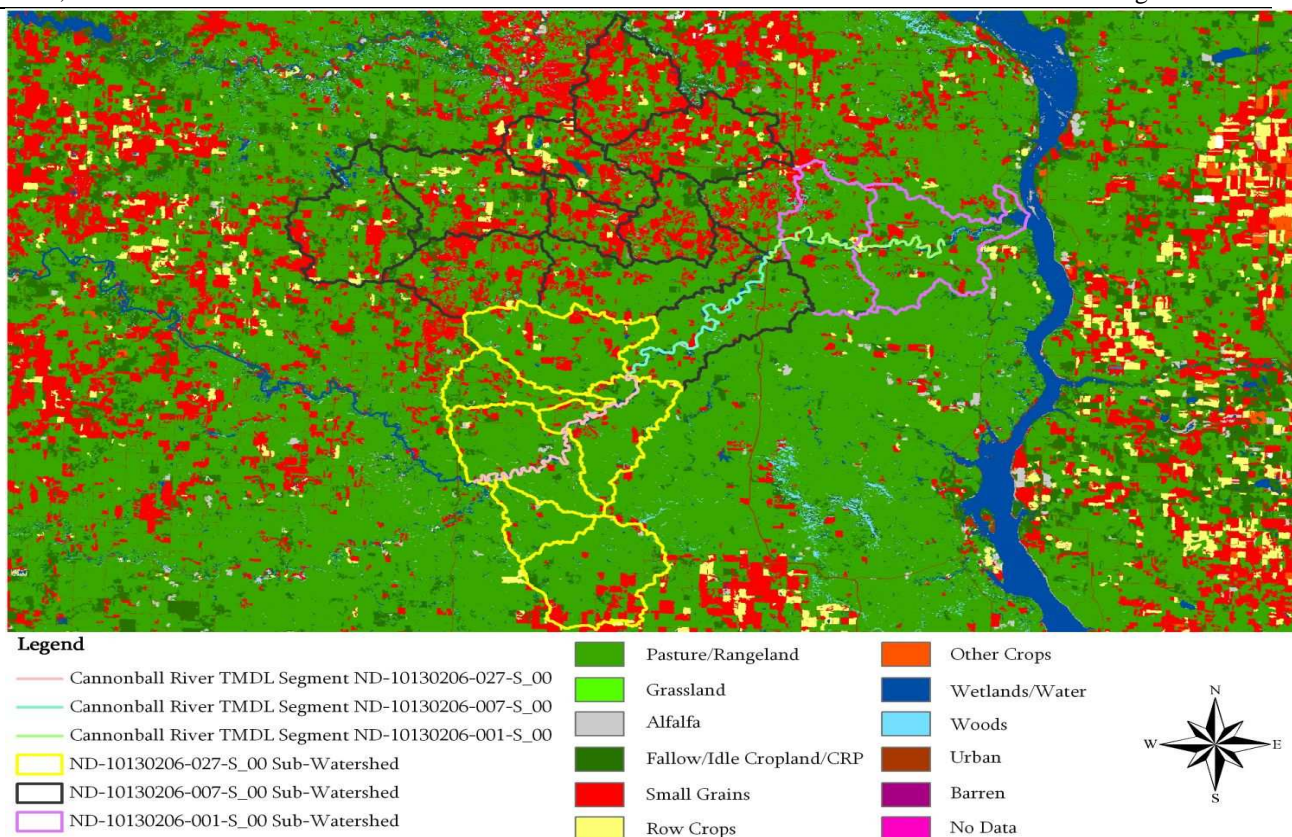 Legend
Cannonball River TMDL Segment ND-10130206-027-S_00
Cannonball River TMDL Segment ND-10130206-007-S_00
Cannonball River TMDL Segment ND-10130206-001-S_00
ND-10130206-027-S_00 Sub-Watershed
ND-10130206-007-S_00 Sub-Watershed
ND-10130206-001-S_00 Sub-Watershed
Pasture/Rangeland
Grassland
Alfalfa
Fallow/Idle Cropland/CRP
Small Grains
Row Crops
Other Crops
Wetlands/Water
Woods
Urban
Barren
No Data
N
W E
S